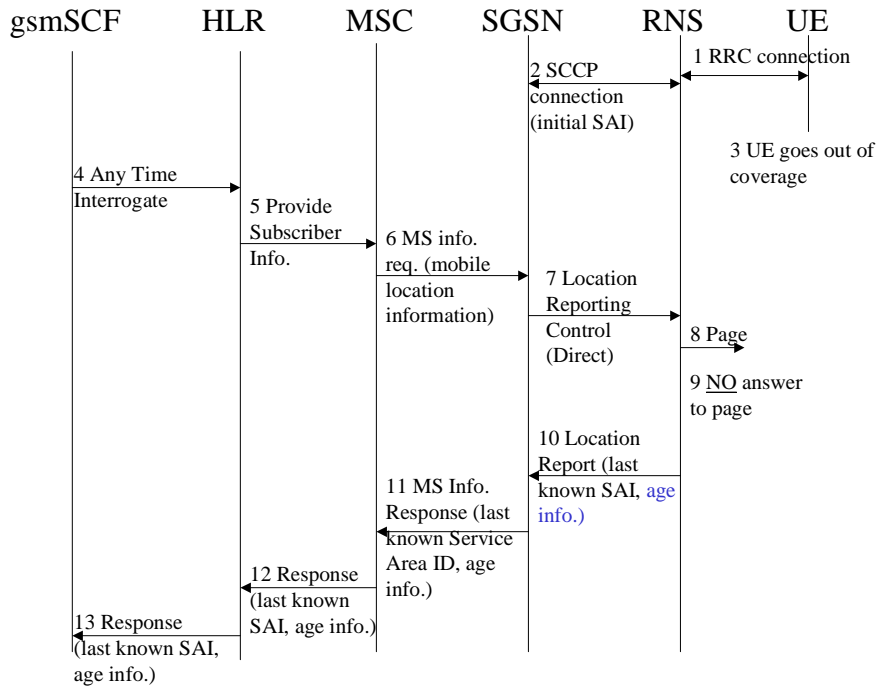 gsmSCF HLR MSC SGSN RNS UE
1 RRC connection
2 SCCP
connection
(initial SAI)
3 UE goes out of
coverage
4 Any Time
Interrogate
5 Provide
Subscriber
Info.
6 MS info.
req. (mobile
location
information)
7 Location
Reporting
Control
(Direct)
8 Page
9 NO answer
to page
10 Location
Report (last
known SAI, age
info.)
11 MS Info.
Response (last
known Service
Area ID, age
info.)
12 Response
(last known
SAI, age info.)
13 Response
(last known SAI,
age info.)